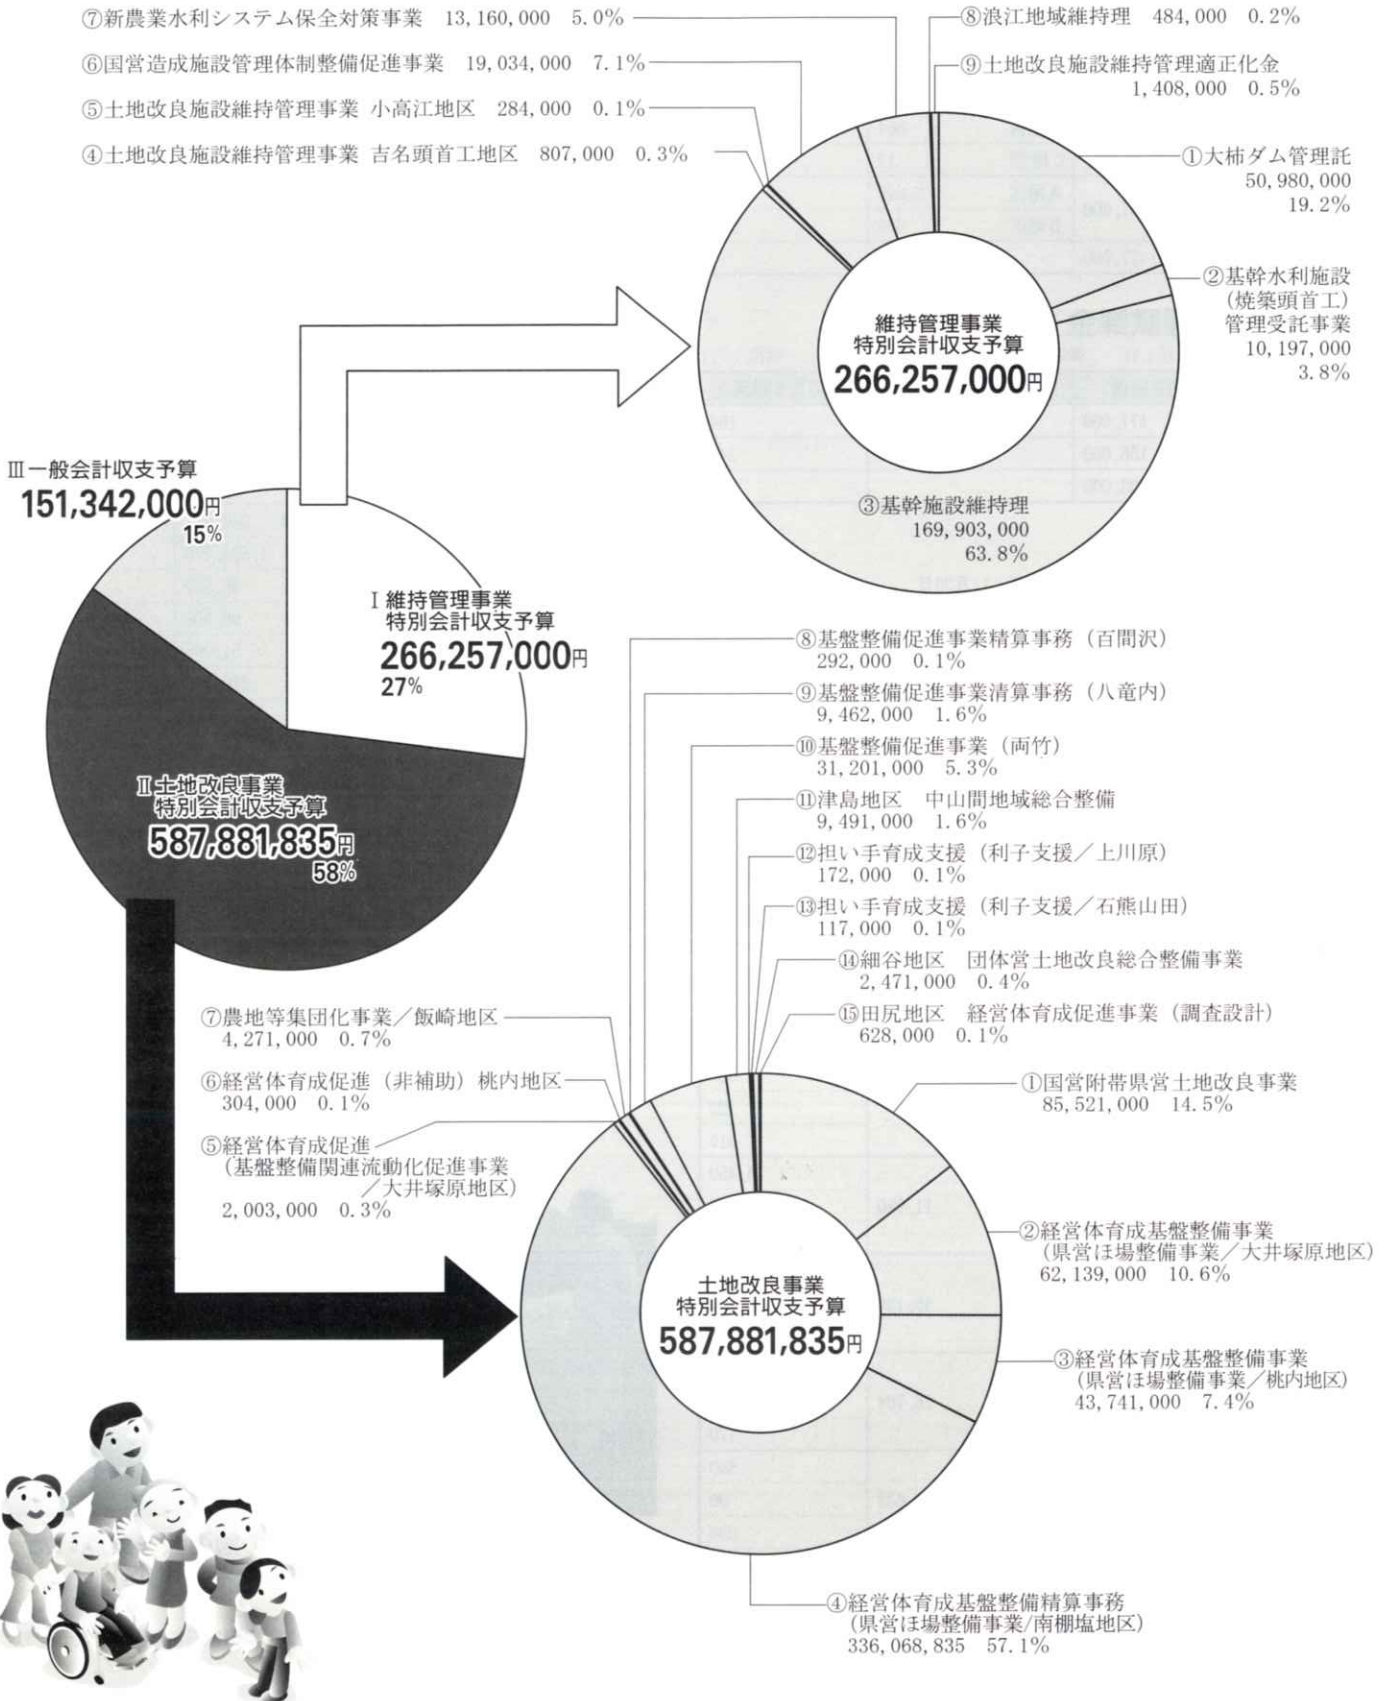 ⑦新農業水利システム保全対策事業 13,160,000 5.0%
⑥国営造成施設管理体制整備促進事業 19,034,000 7.1%
⑤土地改良施設維持管理事業 小高江地区 284,000 0.1%
④土地改良施設維持管理事業 吉名頭首工地区 807,000 0.3%
⑧浪江地域維持理 484,000 0.2%
⑨土地改良施設維持管理適正化金
1,408,000 0.5%
①大柿ダム管理託
50,980,000
19.2%
②基幹水利施設
(焼築頭首工)
管理受託事業
10,197,000
3.8%
維持管理事業
特別会計収支予算
266,257,000円
③基幹施設維持理
169,903,000
63.8%
Ⅲ一般会計収支予算
151,342,000円
15%
Ⅰ維持管理事業
特別会計収支予算
266,257,000円
27%
Ⅱ土地改良事業
特別会計収支予算
587,881,835円
58%
⑧基盤整備促進事業精算事務(百間沢)
292,000 0.1%
⑨基盤整備促進事業清算事務(八竜内)
9,462,000 1.6%
⑩基盤整備促進事業(両竹)
31,201,000 5.3%
⑪津島地区 中山間地域総合整備
9,491,000 1.6%
⑫担い手育成支援(利子支援/上川原)
172,000 0.1%
⑬担い手育成支援(利子支援/石熊山田)
117,000 0.1%
⑭細谷地区 団体営土地改良総合整備事業
2,471,000 0.4%
⑮田尻地区 経営体育成促進事業(調査設計)
628,000 0.1%
⑦農地等集団化事業/飯崎地区
4,271,000 0.7%
⑥経営体育成促進(非補助)桃内地区
304,000 0.1%
⑤経営体育成促進
(基盤整備関連流動化促進事業
/大井塚原地区)
2,003,000 0.3%
①国営附帯県営土地改良事業
85,521,000 14.5%
②経営体育成基盤整備事業
(県営ほ場整備事業/大井塚原地区)
62,139,000 10.6%
③経営体育成基盤整備事業
(県営ほ場整備事業/桃内地区)
43,741,000 7.4%
土地改良事業
特別会計収支予算
587,881,835円
④経営体育成基盤整備精算事務
(県営ほ場整備事業/南棚塩地区)
336,068,835 57.1%